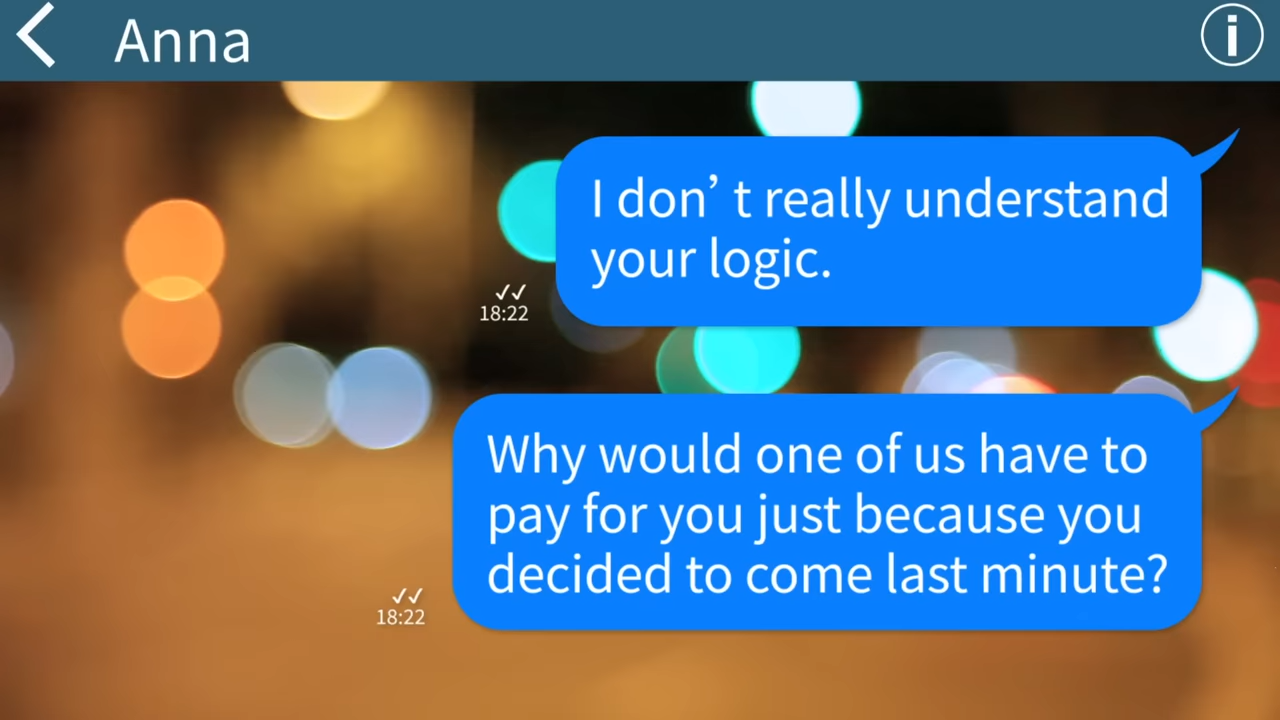 Anna
I don’ t really understand
your logic.
18:22
Why would one of us have to
pay for you just because you
decided to come last minute?
18:22